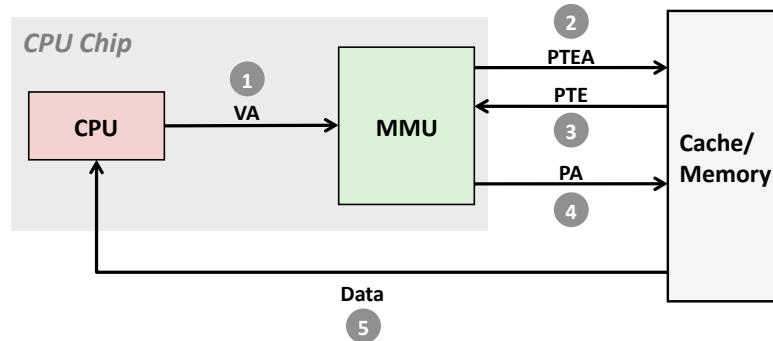 CPU Chip
2
PTEA
1
VA
CPU
MMU
PTE
3
Cache/
Memory
PA
4
Data
5